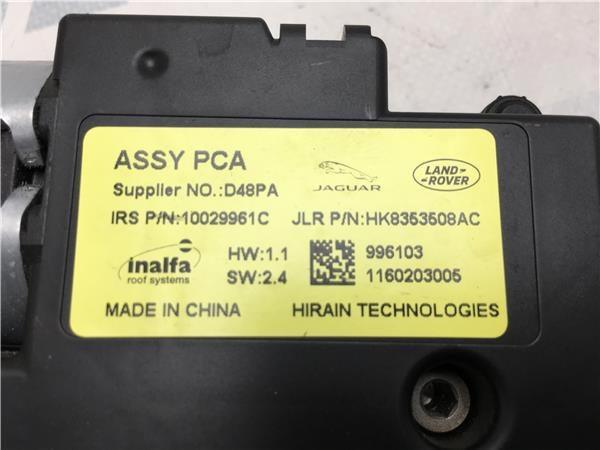 ASSY PCA
JAGUAR
LAND ROVER
Supplier NO.:D48PA
IRS P/N:10029961C JLR P/N:HK8353508AC
inalfa
roof systems
HW:1.1 996103
SW:2.4 1160203005
MADE IN CHINA HIRAIN TECHNOLOGIES